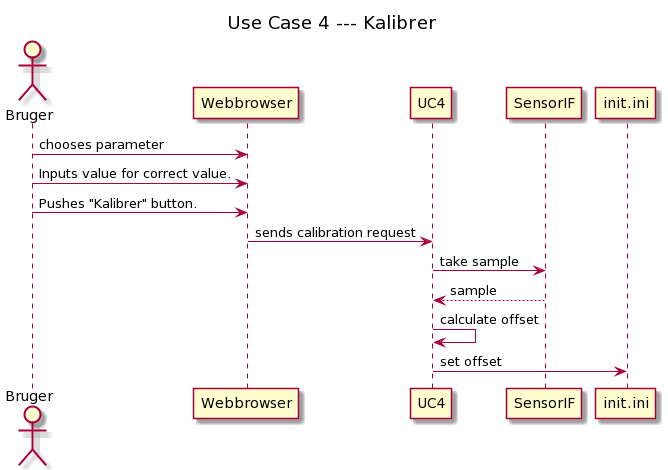 Use Case 4 --- Kalibrer
Bruger
Webbrowser
UC4
SensorIF
init.ini
chooses parameter
Inputs value for correct value.
Pushes "Kalibrer" button.
sends calibration request
take sample
sample
calculate offset
set offset
Bruger
Webbrowser
UC4
SensorIF
init.ini